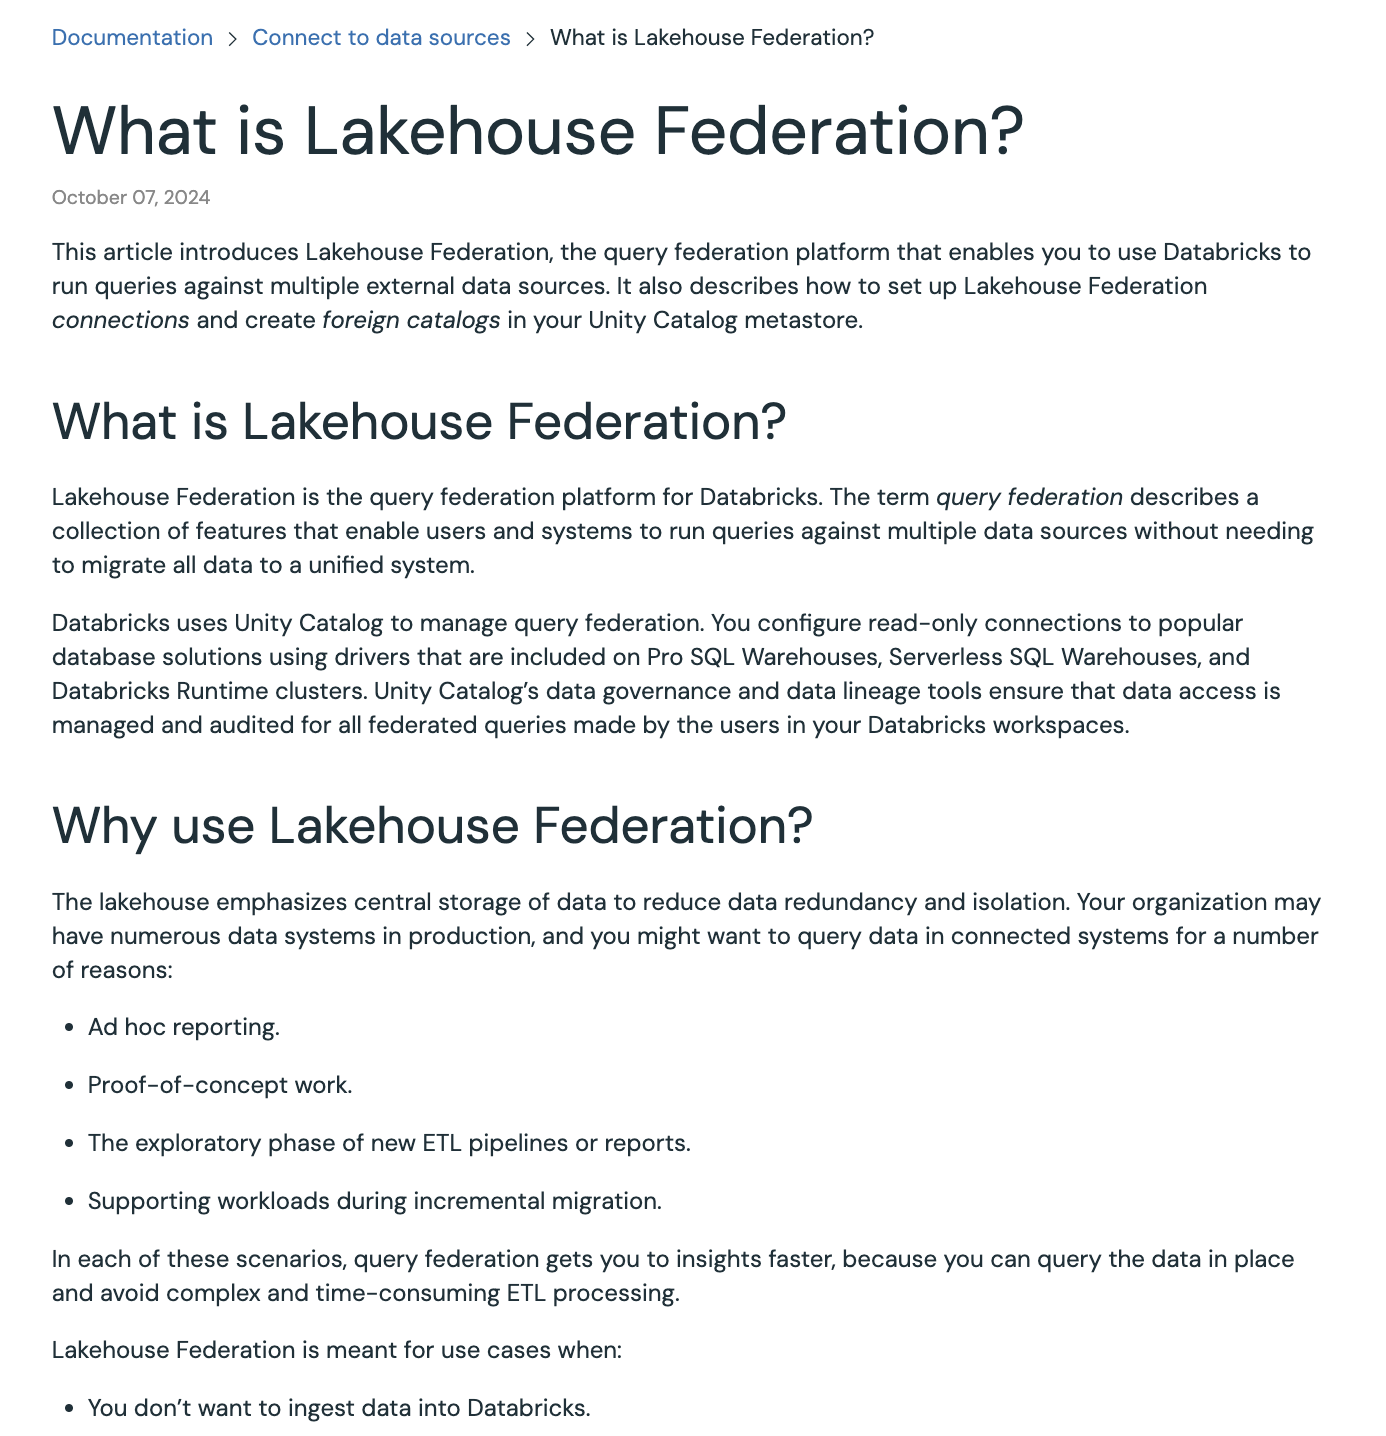 Documentation > Connect to data sources > What is Lakehouse Federation?
What is Lakehouse Federation?
October 07, 2024
This article introduces Lakehouse Federation, the query federation platform that enables you to use Databricks to
run queries against multiple external data sources. It also describes how to set up Lakehouse Federation
connections and create foreign catalogs in your Unity Catalog metastore.
What is Lakehouse Federation?
Lakehouse Federation is the query federation platform for Databricks. The term query federation describes a
collection of features that enable users and systems to run queries against multiple data sources without needing
to migrate all data to a unified system.
Databricks uses Unity Catalog to manage query federation. You configure read-only connections to popular
database solutions using drivers that are included on Pro SQL Warehouses, Serverless SQL Warehouses, and
Databricks Runtime clusters. Unity Catalog’s data governance and data lineage tools ensure that data access is
managed and audited for all federated queries made by the users in your Databricks workspaces.
Why use Lakehouse Federation?
The lakehouse emphasizes central storage of data to reduce data redundancy and isolation. Your organization may
have numerous data systems in production, and you might want to query data in connected systems for a number
of reasons:
• Ad hoc reporting.
• Proof-of-concept work.
• The exploratory phase of new ETL pipelines or reports.
• Supporting workloads during incremental migration.
In each of these scenarios, query federation gets you to insights faster, because you can query the data in place
and avoid complex and time-consuming ETL processing.
Lakehouse Federation is meant for use cases when:
• You don’t want to ingest data into Databricks.